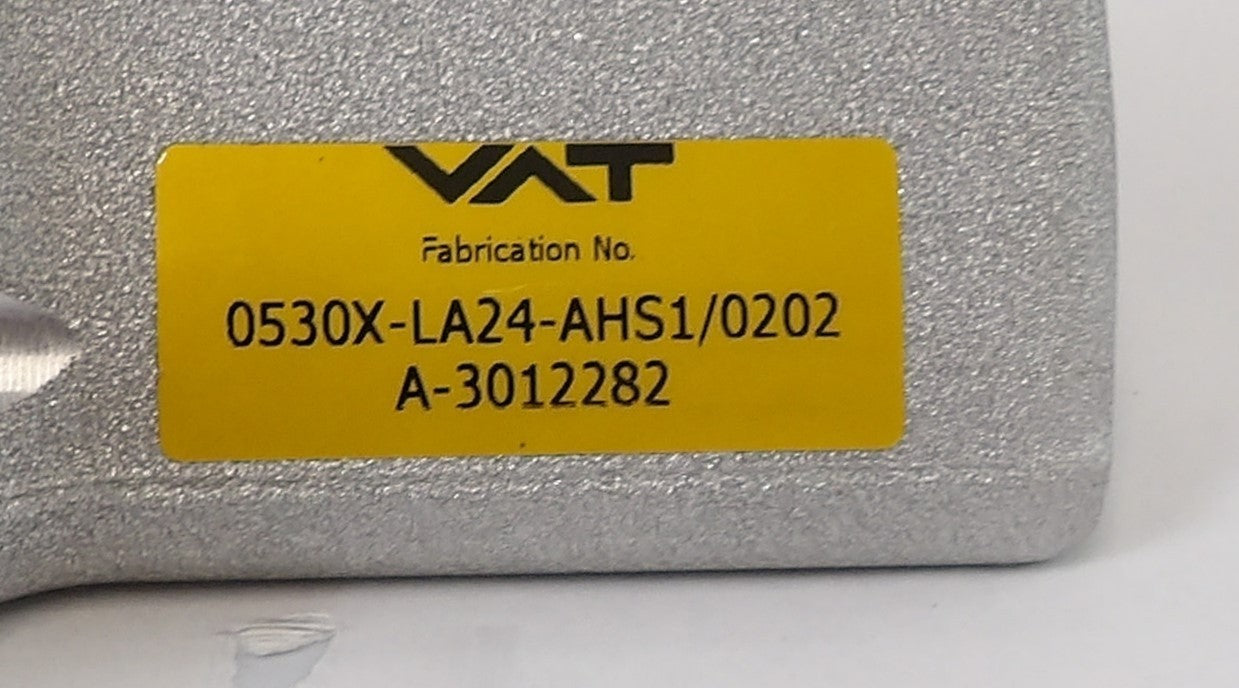 VAT
Fabrication No.
0530X-LA24-AHS1/0202
A-3012282